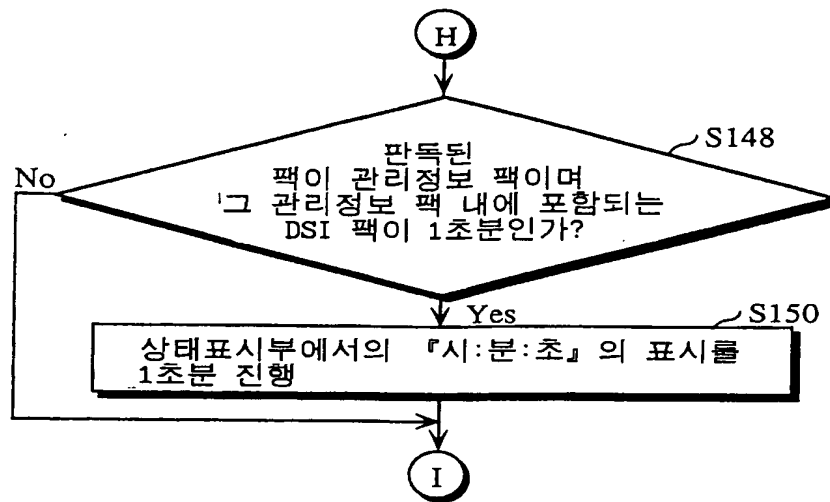 H
S148
판독된
팩이 관리정보 팩이며
그 관리정보 팩 내에 포함되는
DSI 팩이 1초분인가?
No
Yes
S150
상태표시부에서의 『시:분:초』의 표시를
1초분 진행
I